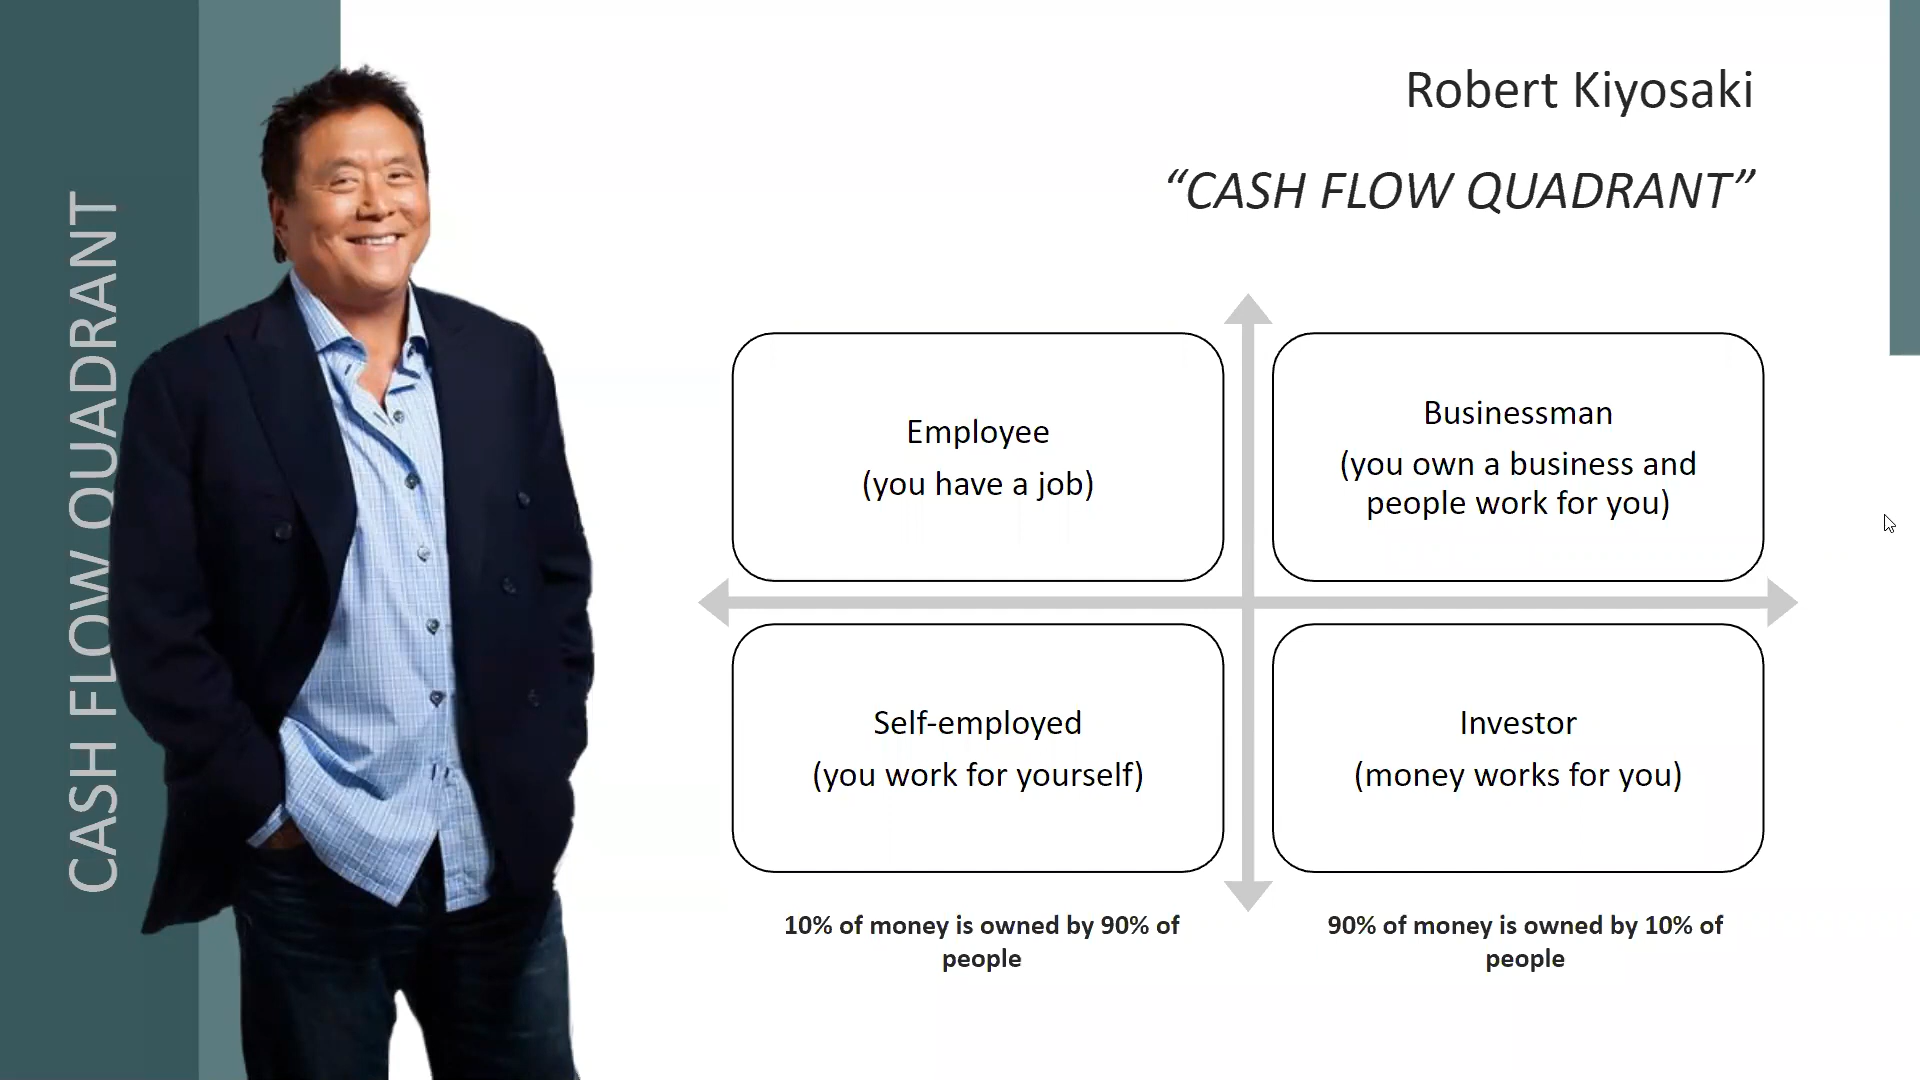 CASH FLOW QUADRANT
Robert Kiyosaki
“CASH FLOW QUADRANT”
Employee
(you have a job)
Businessman
(you own a business and
people work for you)
Self-employed
(you work for yourself)
Investor
(money works for you)
10% of money is owned by 90% of
people
90% of money is owned by 10% of
people